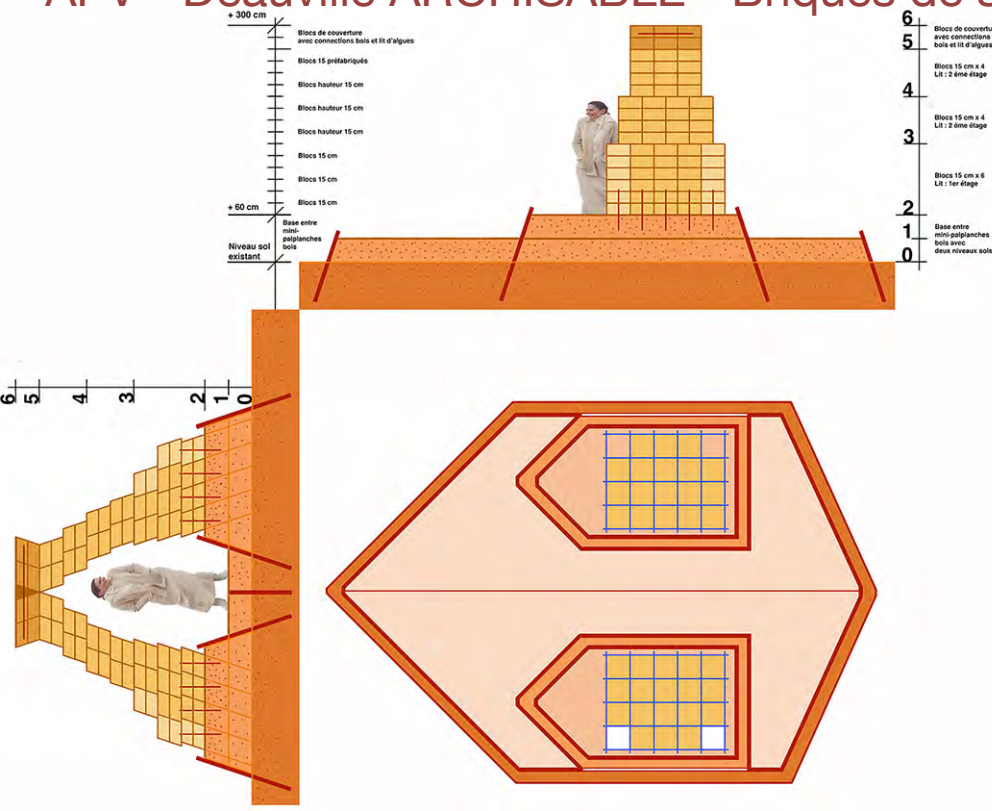 APV - Deauville ARCHISABLE - Briques de s
+ 300 cm
Blocs de couverture
avec connections bois et lit d'algues
Blocs 15 préfabriqués
Blocs hauteur 15 cm
Blocs hauteur 15 cm
Blocs hauteur 15 cm
Blocs 15 cm
Blocs 15 cm
Blocs 15 cm
+ 60 cm
Base entre
mini-
palplanches
bois
Niveau sol
existant
6
5
4
3
2
1
0
Blocs de couverture
avec connections
bois et lit d'algues
Blocs 15 cm x 4
Lit : 2 ème étage
Blocs 15 cm x 4
Lit : 2 ème étage
Blocs 15 cm x 6
Lit : 1er étage
Base entre
mini-palplanches
bois avec
deux niveaux sols
6 5 4 3 2 1 0